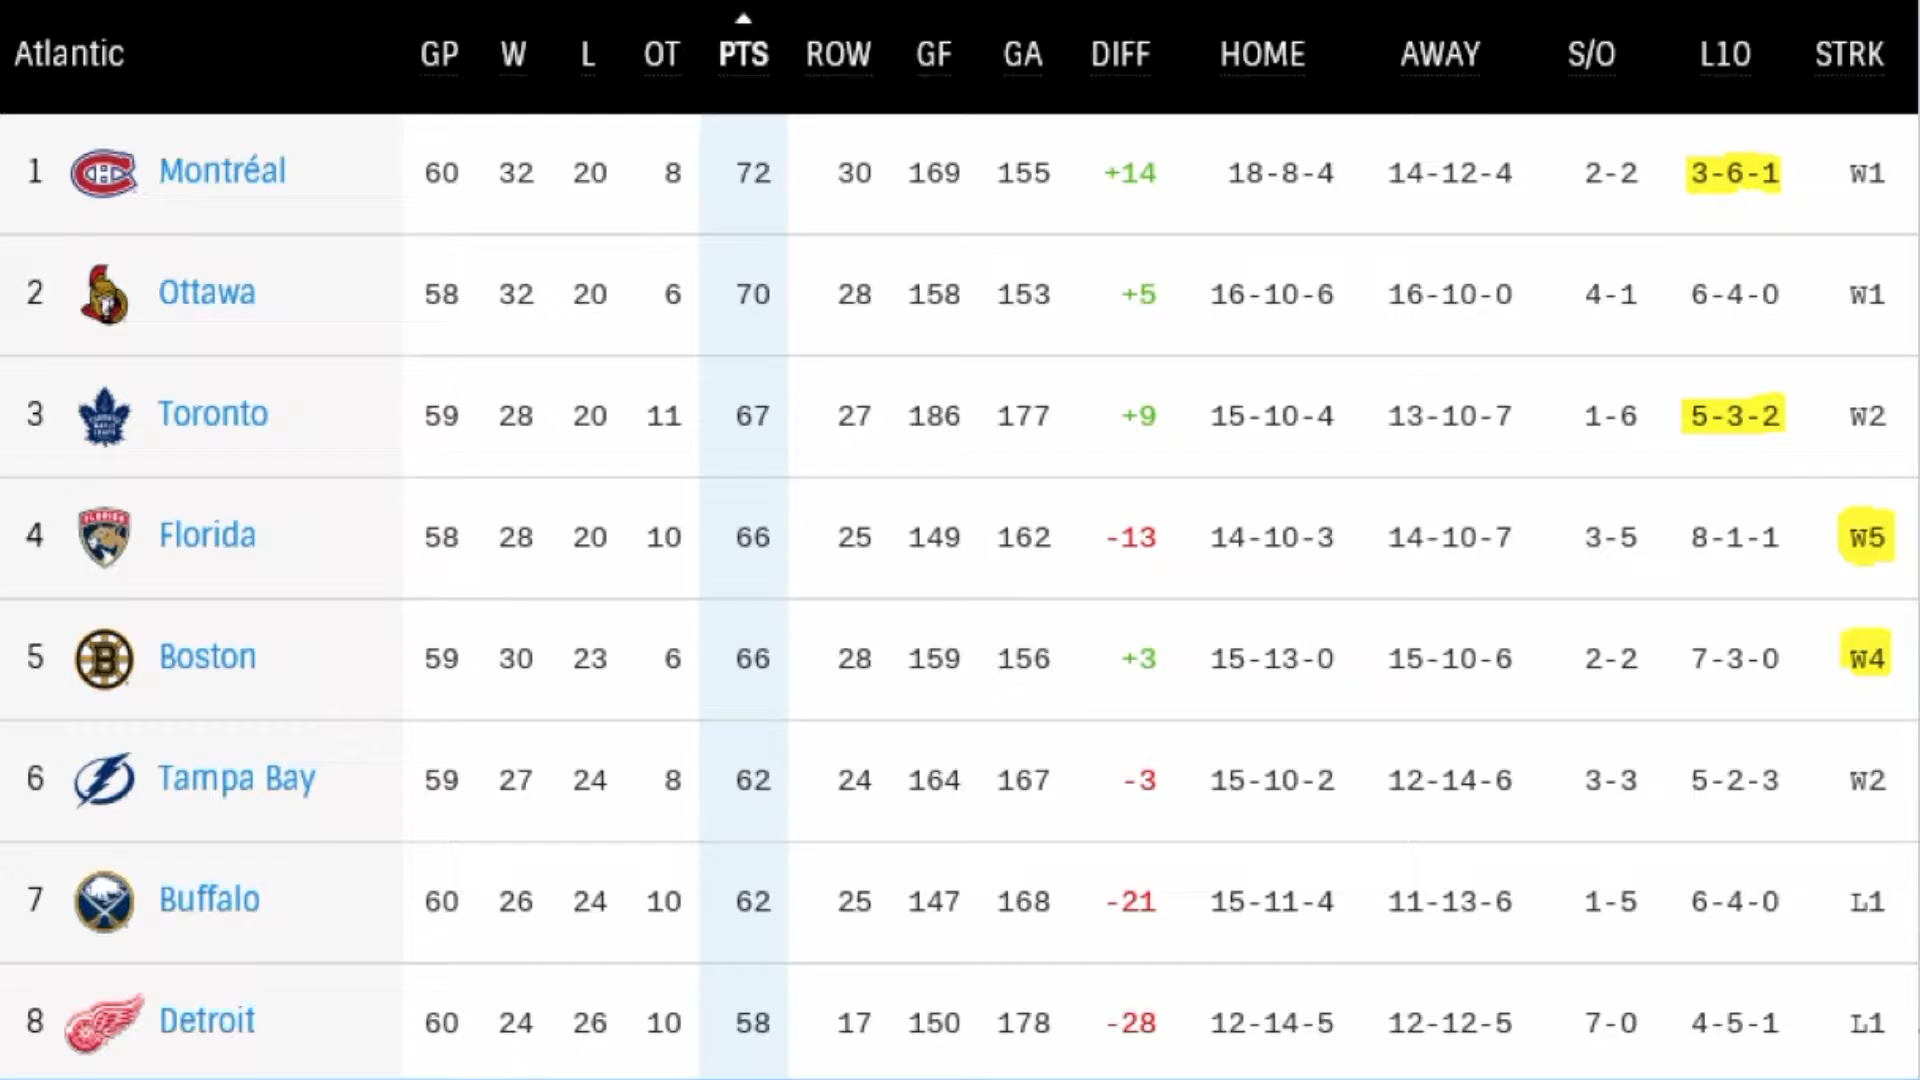 Atlantic GP W L OT PTS ROW GF GA DIFF HOME AWAY S/O L10 STRK
1 Montréal 60 32 20 8 72 30 169 155 +14 18-8-4 14-12-4 2-2 3-6-1 W1
2 Ottawa 58 32 20 6 70 28 158 153 +5 16-10-6 16-10-0 4-1 6-4-0 W1
3 Toronto 59 28 20 11 67 27 186 177 +9 15-10-4 13-10-7 1-6 5-3-2 W2
4 Florida 58 28 20 10 66 25 149 162 -13 14-10-3 14-10-7 3-5 8-1-1 W5
5 Boston 59 30 23 6 66 28 159 156 +3 15-13-0 15-10-6 2-2 7-3-0 W4
6 Tampa Bay 59 27 24 8 62 24 164 167 -3 15-10-2 12-14-6 3-3 5-2-3 W2
7 Buffalo 60 26 24 10 62 25 147 168 -21 15-11-4 11-13-6 1-5 6-4-0 L1
8 Detroit 60 24 26 10 58 17 150 178 -28 12-14-5 12-12-5 7-0 4-5-1 L1